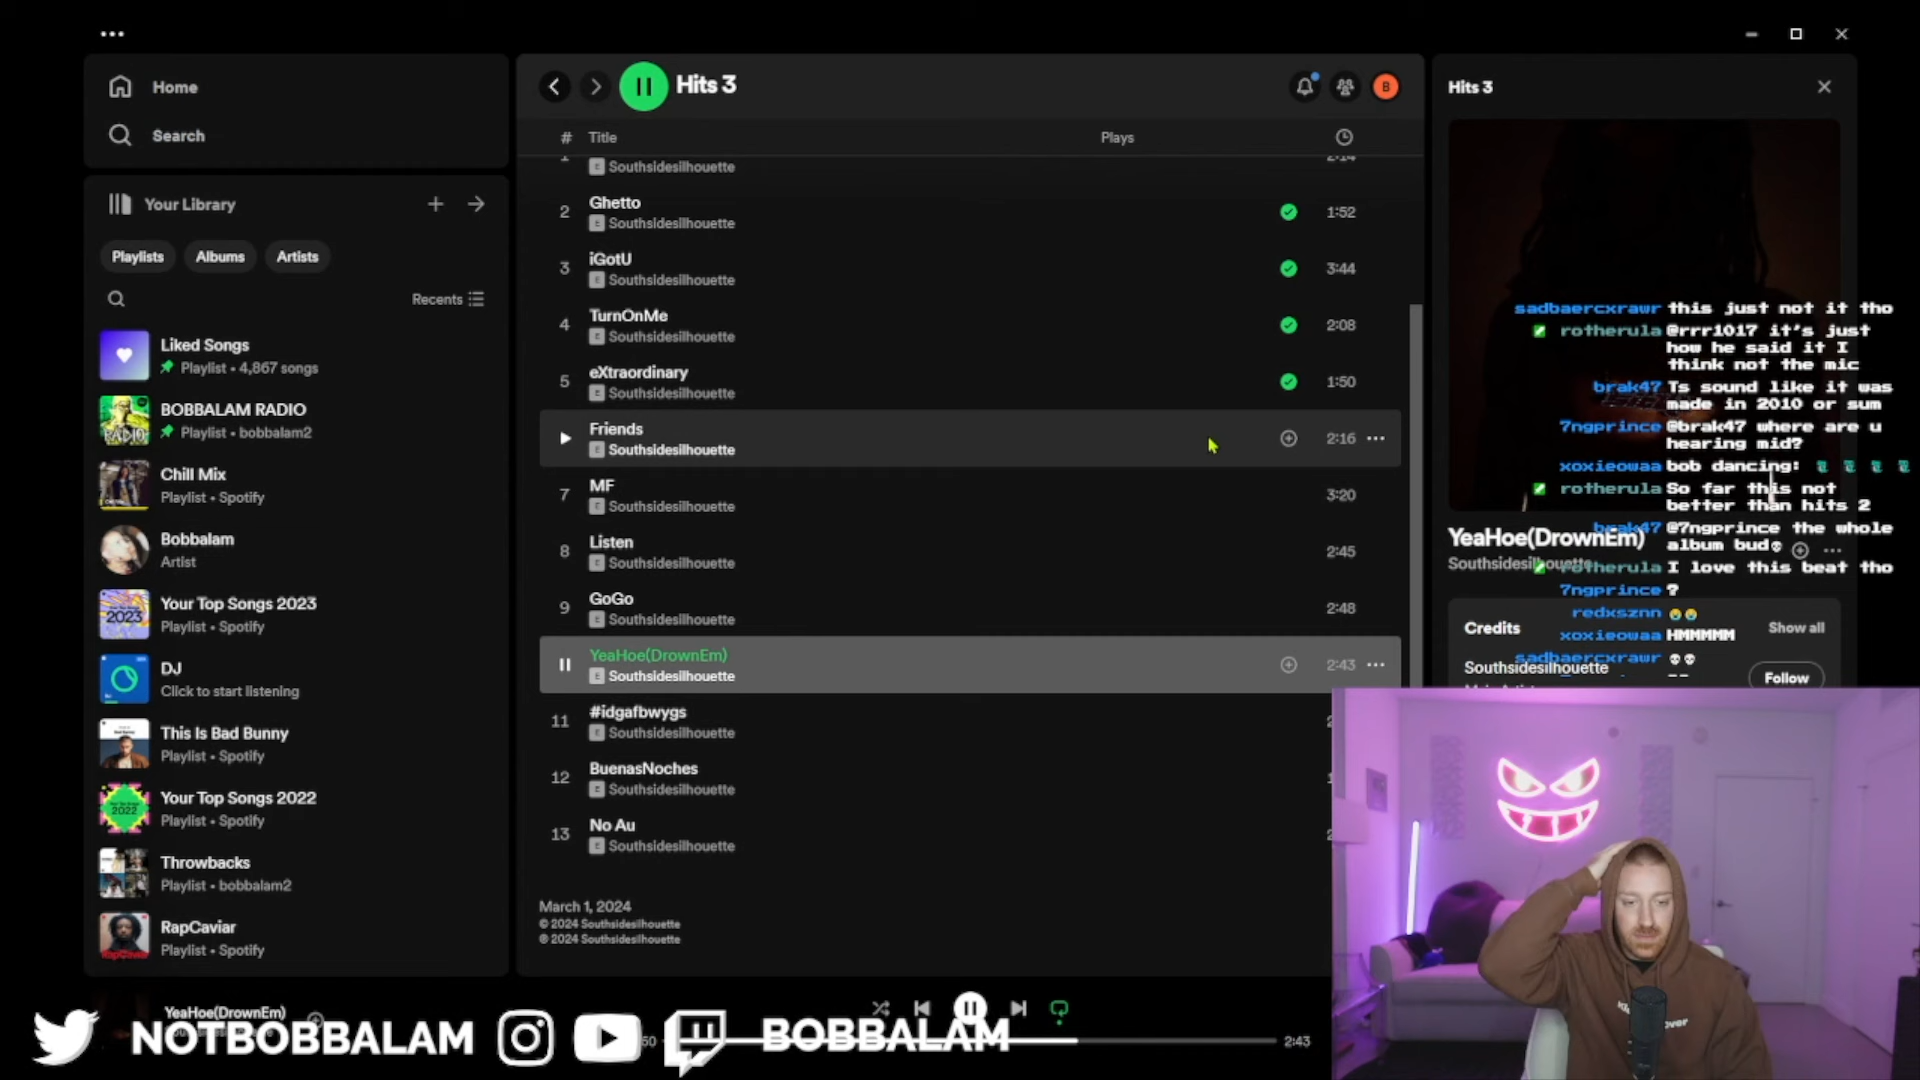 Home
Search
Your Library
Playlists
Albums
Artists
Recents
Liked Songs
Playlist • 4,867 songs
BOBBALAM RADIO
Playlist • bobbalam2
Chill Mix
Playlist • Spotify
Bobbalam
Artist
Your Top Songs 2023
Playlist • Spotify
DJ
Click to start listening
This Is Bad Bunny
Playlist • Spotify
Your Top Songs 2022
Playlist • Spotify
Throwbacks
Playlist • bobbalam2
RapCaviar
Playlist • Spotify
Hits 3
B
# Title Plays
E Southsidesilhouette
2:14
2 Ghetto 1:52
E Southsidesilhouette
3 iGotU 3:44
E Southsidesilhouette
4 TurnOnMe 2:08
E Southsidesilhouette
5 eXtraordinary 1:50
E Southsidesilhouette
Friends 2:16
E Southsidesilhouette
7 MF 3:20
E Southsidesilhouette
8 Listen 2:45
E Southsidesilhouette
9 GoGo 2:48
E Southsidesilhouette
YeaHoe(DrownEm) 2:43
E Southsidesilhouette
11 #idgafbwygs
E Southsidesilhouette
12 BuenasNoches
E Southsidesilhouette
13 No Au
E Southsidesilhouette
March 1, 2024
© 2024 Southsidesilhouette
℗ 2024 Southsidesilhouette
Hits 3
sadbaercxrawr this just not it tho
rotherula @rrr1017 it's just
how he said it I
think not the mic
brak47 Ts sound like it was
made in 2010 or sum
7ngprince @brak47 where are u
hearing mid?
xoxieowaa bob dancing:
rotherula So far this not
better than hits 2
brak47 @7ngprince the whole
album bud💀
rotherula I love this beat tho
7ngprince ?
redxsznn 😭😭
xoxieowaa HMMMMM
sadbaercxrawr 💀💀
YeaHoe(DrownEm)
Southsidesilhouette
Credits
Show all
Southsidesilhouette
Follow
YeaHoe(DrownEm)
NOTBOBBALAM
BOBBALAM
2:43